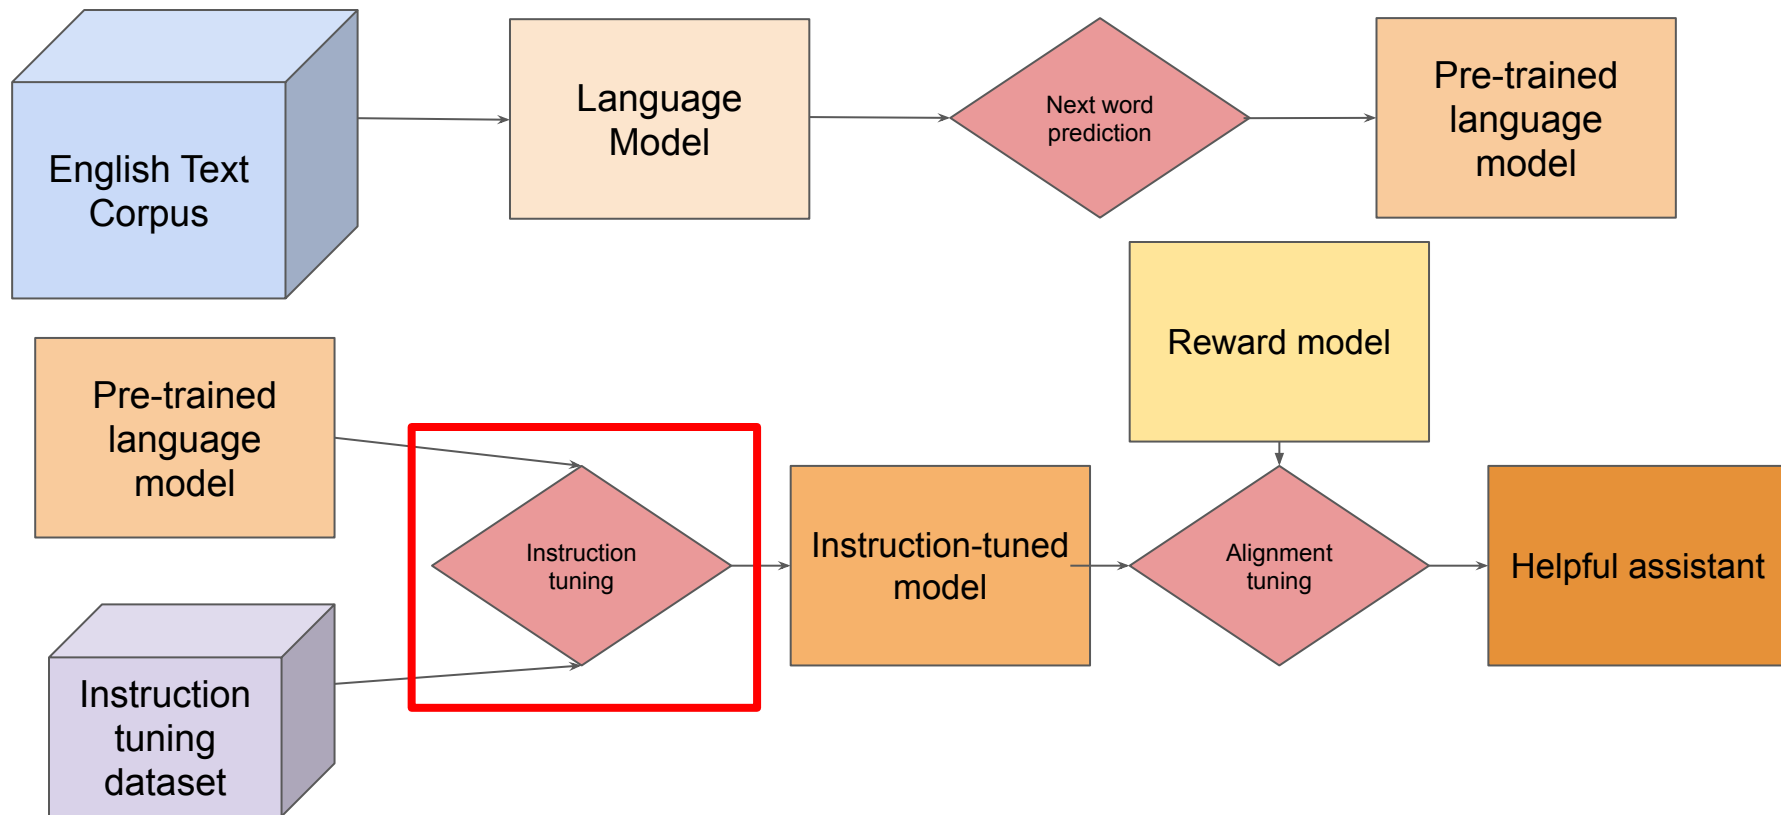 English Text
Corpus
Language
Model
Next word
prediction
Pre-trained
language
model
Reward model
Pre-trained
language
model
Instruction
tuning
dataset
Instruction
tuning
Instruction-tuned
model
Alignment
tuning
Helpful assistant